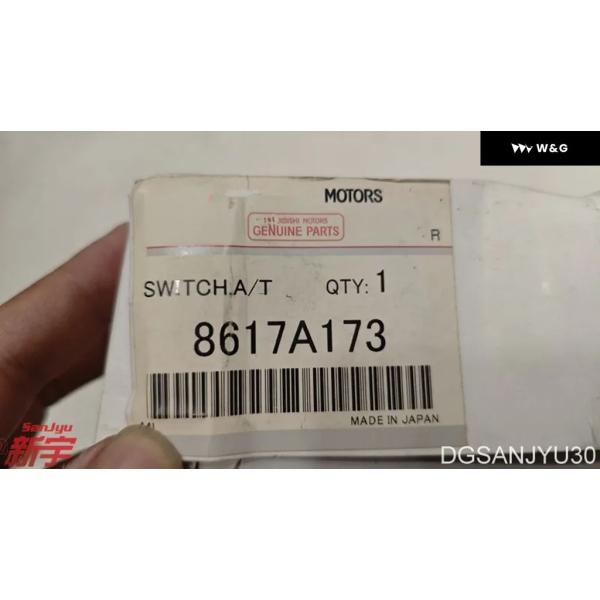 W&G
MOTORS
GENUINE PARTS
R
SWITCH.A/T QTY: 1
8617A173
MADE IN JAPAN
SanJyu
新宇
DGSANJYU30